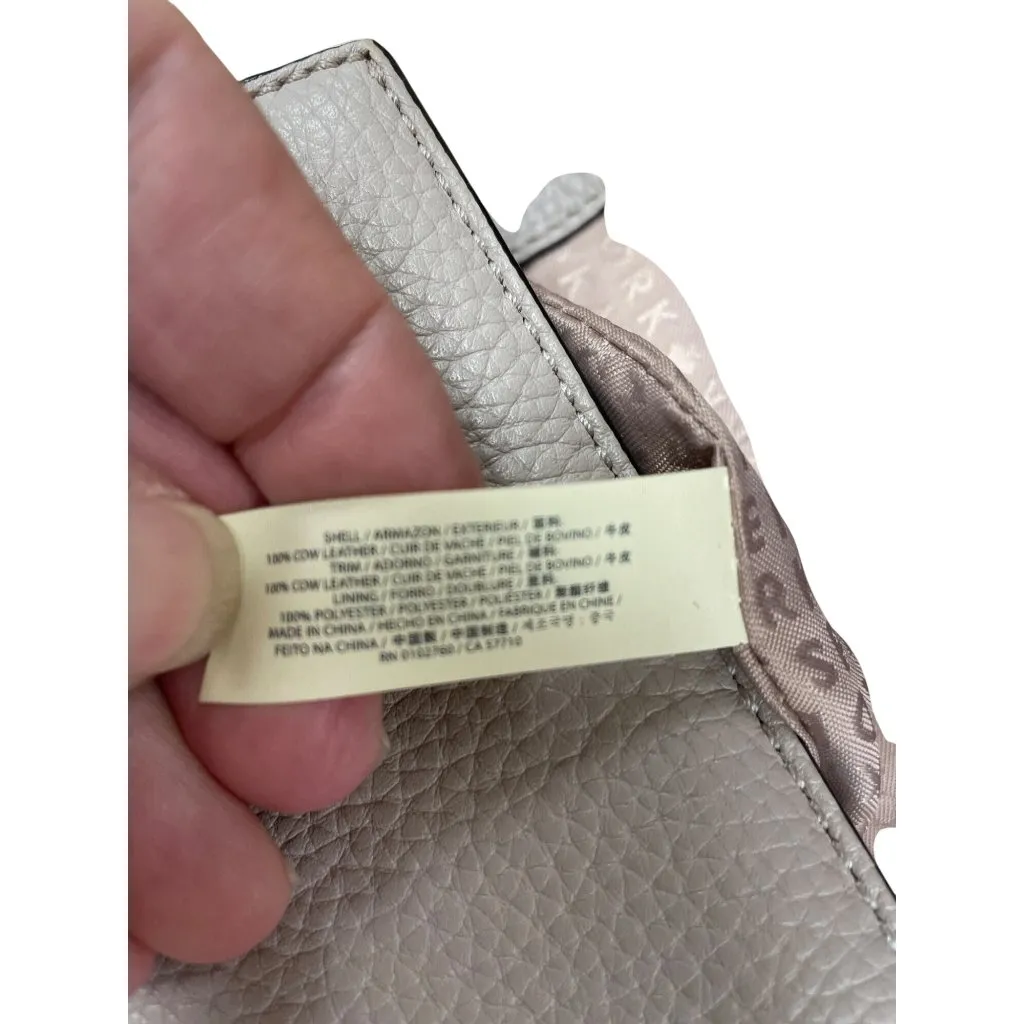 SHELL / ARMAZON / EXTERIEUR / 面料:
100% COW LEATHER / CUIR DE VACHE / PIEL DE BOVINO / 牛皮
TRIM / ADORNO / GARNITURE / 辅料:
100% COW LEATHER / CUIR DE VACHE / PIEL DE BOVINO / 牛皮
LINING / FORRO / DOUBLURE / 里料:
100% POLYESTER / POLYESTER / POLIÉSTER / 聚酯纤维
MADE IN CHINA / HECHO EN CHINA / FABRIQUE EN CHINE /
FEITO NA CHINA / 中国製 / 中国制造 / 제조국명 : 중국
RN 0102760 / CA 57710